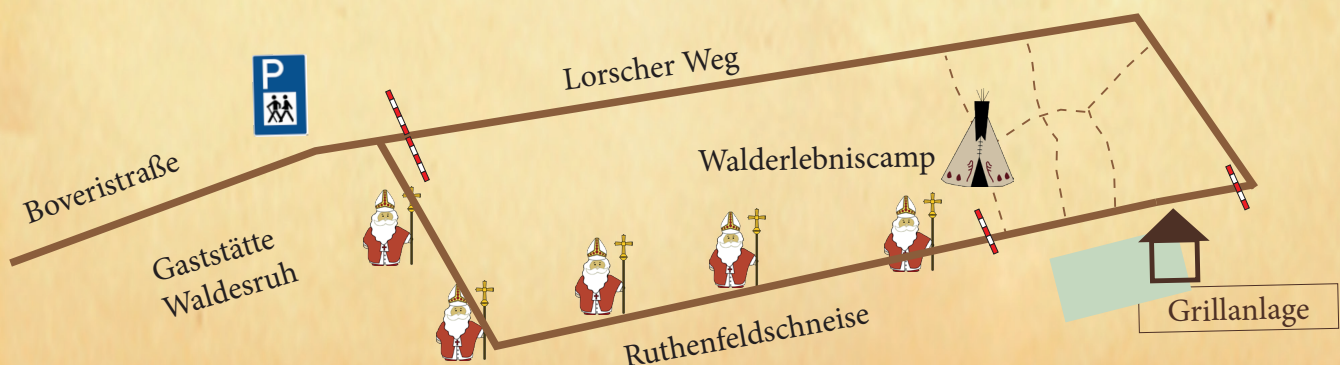 P
Lorscher Weg
Boveristraße
Walderlebniscamp
Gaststätte
Waldesruh
Ruthenfeldschneise
Grillanlage